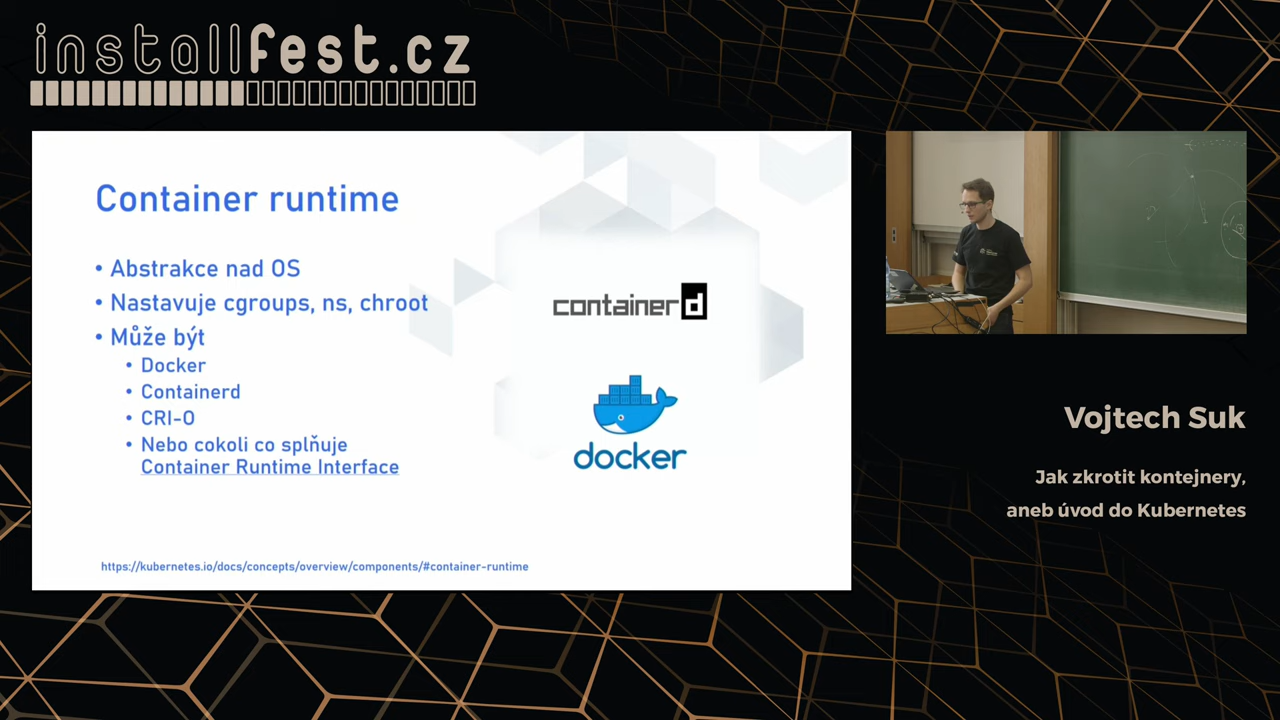 installfest.cz
Container runtime
• Abstrakce nad OS
• Nastavuje cgroups, ns, chroot
• Může být
• Docker
• Containerd
• CRI-O
• Nebo cokoli co splňuje
Container Runtime Interface
containerd
docker
https://kubernetes.io/docs/concepts/overview/components/#container-runtime
Vojtech Suk
Jak zkrotit kontejnery,
aneb úvod do Kubernetes